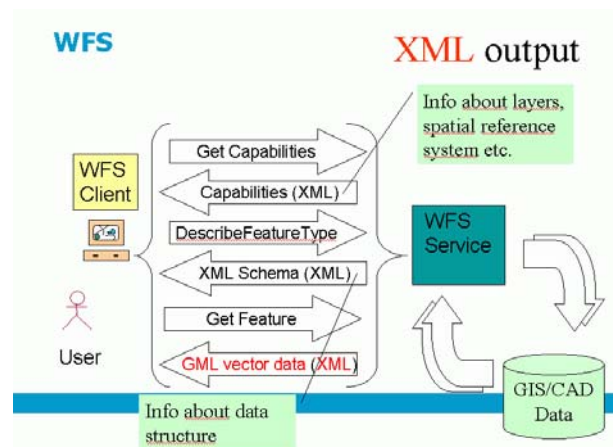 WFS
XML output
Info about layers,
spatial reference
system etc.
Get Capabilities
WFS
Client
Capabilities (XML)
DescribeFeatureType
WFS
Service
XML Schema (XML)
Get Feature
User
GML vector data (XML)
GIS/CAD
Data
Info about data
structure